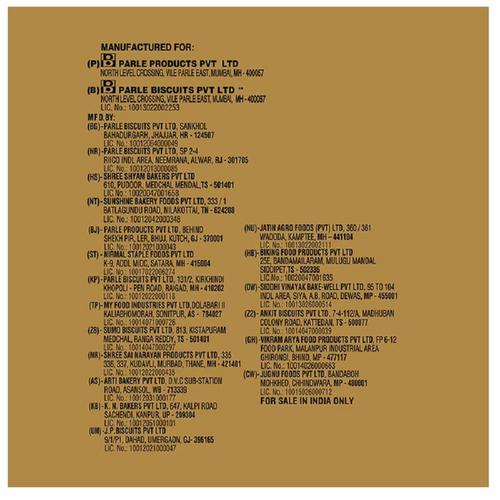 MANUFACTURED FOR:
(P) B PARLE PRODUCTS PVT LTD
NORTH LEVEL CROSSING, VILE PARLE EAST, MUMBAI, MH - 400057
(B) B PARLE BISCUITS PVT LTD **
NORTH LEVEL CROSSING, VILE PARLE EAST, MUMBAI, MH - 400057
LIC. No.: 10013022002253
MFD. BY:
(BG)-PARLE BISCUITS PVT LTD, SANKHOL
BAHADURGARH, JHAJJAR, HR - 124507
LIC. No.: 10012064000049
(NR)-PARLE BISCUITS PVT LTD, SP 2-4
RIICO INDL AREA, NEEMRANA, ALWAR, RJ - 301705
LIC. No.: 10012013000085
(HS)-SHREE SHYAM BAKERS PVT LTD
610, PUDOOR, MEDCHAL MENDAL, TS - 501401
LIC. No.: 10020047001658
(NT)-SUNSHINE BAKERY FOODS PVT LTD, 333 / 1
BATLAGUNDU ROAD, NILAKOTTAI, TN - 624208
LIC. No.: 10012042000348
(BJ)- PARLE PRODUCTS PVT LTD, BEHIND
SHEKH PIR, LER, BHUJ, KUTCH, GJ - 370001
LIC. No.: 10012021000043
(ST) - NIRMAL STAPLE FOODS PVT LTD
K-9, ADDL MIDC, SATARA, MH - 415004
LIC. No.: 10017022006274
(KP) - PARLE BISCUITS PVT LTD, 131/2, KIRKHINDI
KHOPOLI - PEN ROAD, RAIGAD, MH - 410202
LIC. No.: 10012022000118
(TP)- MY FOOD INDUSTRIES PVT LTD, DOLABARI II
KALIABHOMORAH, SONITPUR, AS - 784027
LIC. No.: 10014071000726
(ZB)- SUMO BISCUITS PVT LTD, 813, KISTAPURAM
MEDCHAL, RANGA REDDY, TS - 501401
LIC. No.: 10014047000297
(MR)-SHREE SAI NARAYAN PRODUCTS PVT LTD, 335
336, 337, KUDAVLI, MURBAD, THANE, MH - 421401
LIC. No.: 10012022000435
(AS)-ARTI BAKERY PVT LTD, D.V.C SUB-STATION
ROAD, ASANSOL, WB - 713339
LIC. No.: 10012031000177
(KB)- K. N. BAKERS PVT LTD, 647, KALPI ROAD
SACHENDI, KANPUR, UP - 209304
LIC. No.: 10012051000101
(UM)-J.P.BISCUITS PVT LTD
9/1/P1, DAHAD, UMERGAON, GJ- 396165
LIC. No.: 10012021000047
(NU)-JATIN AGRO FOODS (PVT) LTD, 360 / 361
WADODA, KAMPTEE, MH - 441104
LIC. No.: 10013022002111
(HB)-BIKING FOOD PRODUCTS PVT LTD
25E, BANDAMAILARAM, MULUGU MANDAL
SIDDIPET, TS - 502336
LIC. No.: 10020047001635
(DW)-SIDDHI VINAYAK BAKE-WELL PVT LTD, 95 TO 104
INDL AREA, SIYA, A.B. ROAD, DEWAS, MP - 455001
LIC. No.: 10013026000514
(ZZ)- ANKIT BISCUITS PVT LTD, 7-4-112/A, MADHUBAN
COLONY ROAD, KATTEDAN, TS - 500077
LIC. No.: 10014047000039
(GH)-VIKRAM ARYA FOOD PRODUCTS PVT LTD, FP 6-12
FOOD PARK, MALANPUR INDUSTRIAL AREA
GHIRONGI, BHIND, MP - 477117
LIC. No.: 10014026000663
(CW)-JUGNU FOODS PVT LTD, BANDABOH
MOHKHED, CHHINDWARA, MP - 480001
LIC. No.: 10015026000712
FOR SALE IN INDIA ONLY